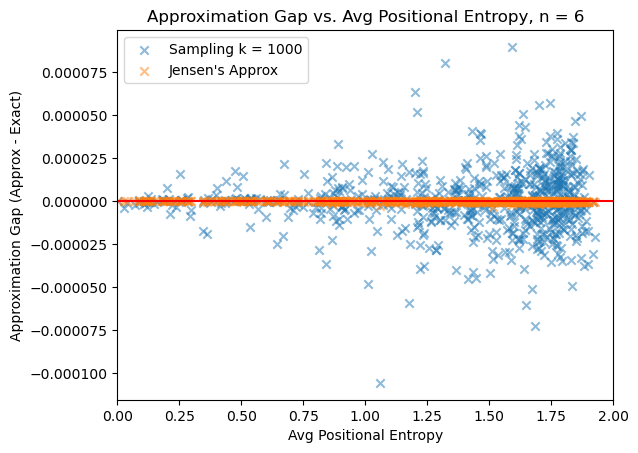 Approximation Gap vs. Avg Positional Entropy, n = 6
Sampling k = 1000
Jensen's Approx
Approximation Gap (Approx - Exact)
0.000075
0.000050
0.000025
0.000000
−0.000025
−0.000050
−0.000075
−0.000100
0.00 0.25 0.50 0.75 1.00 1.25 1.50 1.75 2.00
Avg Positional Entropy